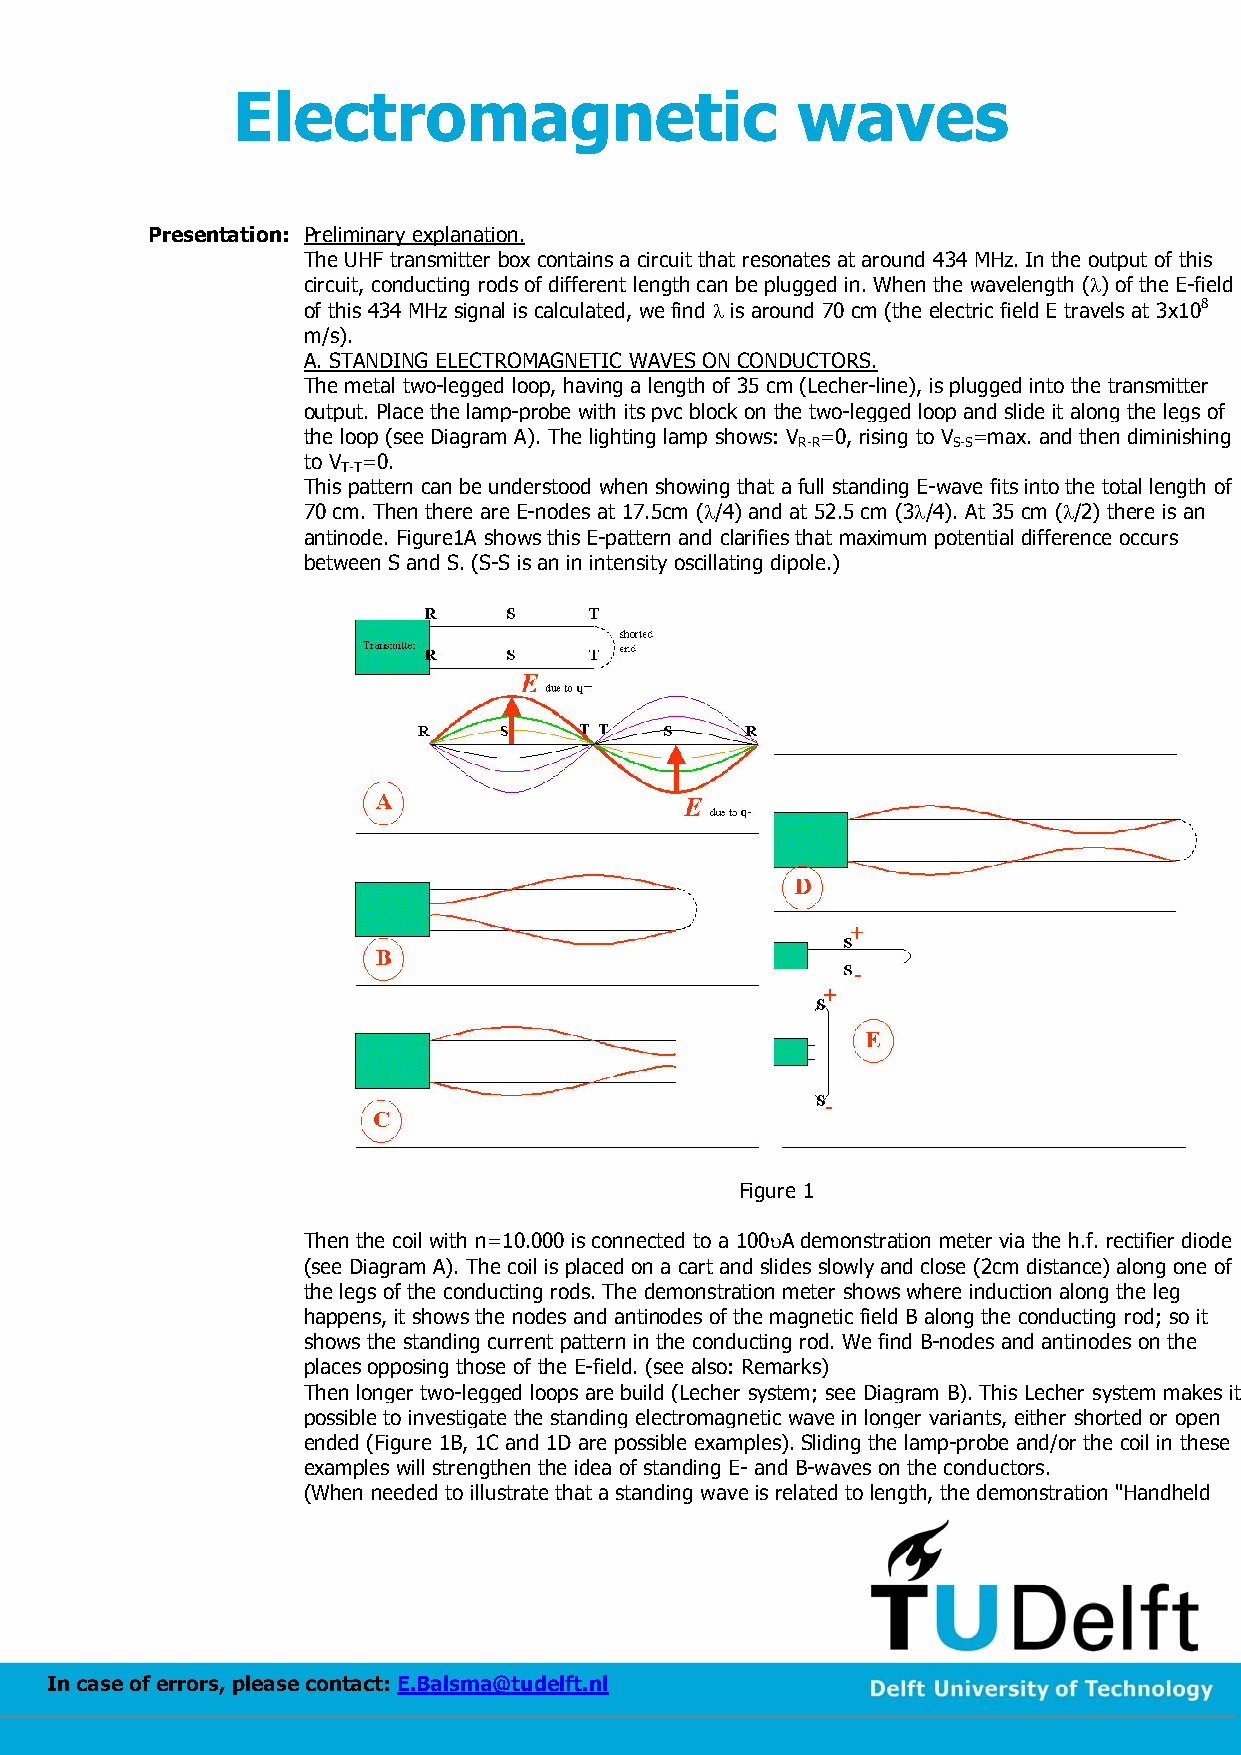 Electromagnetic waves
Presentation: Preliminary explanation.
The UHF transmitter box contains a circuit that resonates at around 434 MHz. In the output of this
circuit, conducting rods of different length can be plugged in. When the wavelength (λ) of the E-field
of this 434 MHz signal is calculated, we find λ is around 70 cm (the electric field E travels at 3x10⁸
m/s).
A. STANDING ELECTROMAGNETIC WAVES ON CONDUCTORS.
The metal two-legged loop, having a length of 35 cm (Lecher-line), is plugged into the transmitter
output. Place the lamp-probe with its pvc block on the two-legged loop and slide it along the legs of
the loop (see Diagram A). The lighting lamp shows: V_R-R=0, rising to V_S-S=max. and then diminishing
to V_T-T=0.
This pattern can be understood when showing that a full standing E-wave fits into the total length of
70 cm. Then there are E-nodes at 17.5cm (λ/4) and at 52.5 cm (3λ/4). At 35 cm (λ/2) there is an
antinode. Figure1A shows this E-pattern and clarifies that maximum potential difference occurs
between S and S. (S-S is an in intensity oscillating dipole.)
R S T
shorted
Transmitter
R S T end
E due to q–
R S T T S R
A
E due to q-
D
B
S+
S-
S+
E
S-
C
Figure 1
Then the coil with n=10.000 is connected to a 100υA demonstration meter via the h.f. rectifier diode
(see Diagram A). The coil is placed on a cart and slides slowly and close (2cm distance) along one of
the legs of the conducting rods. The demonstration meter shows where induction along the leg
happens, it shows the nodes and antinodes of the magnetic field B along the conducting rod; so it
shows the standing current pattern in the conducting rod. We find B-nodes and antinodes on the
places opposing those of the E-field. (see also: Remarks)
Then longer two-legged loops are build (Lecher system; see Diagram B). This Lecher system makes it
possible to investigate the standing electromagnetic wave in longer variants, either shorted or open
ended (Figure 1B, 1C and 1D are possible examples). Sliding the lamp-probe and/or the coil in these
examples will strengthen the idea of standing E- and B-waves on the conductors.
(When needed to illustrate that a standing wave is related to length, the demonstration "Handheld
TUDelft
In case of errors, please contact: E.Balsma@tudelft.nl
Delft University of Technology